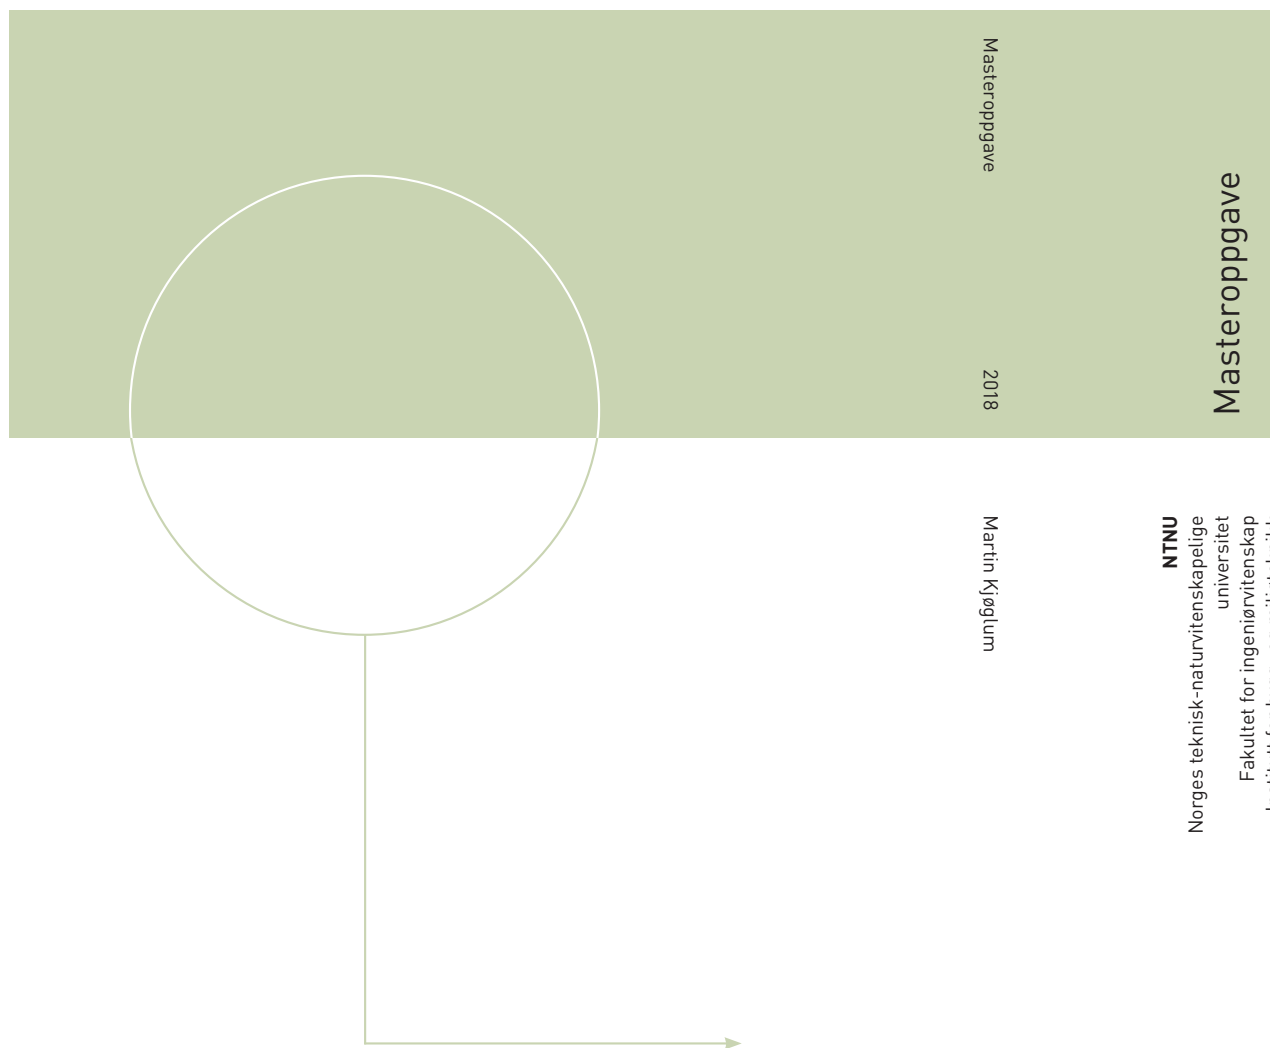 Masteroppgave
2018
Martin Kjøglum
Masteroppgave
NTNU
Norges teknisk-naturvitenskapelige
universitet
Fakultet for ingeniørvitenskap